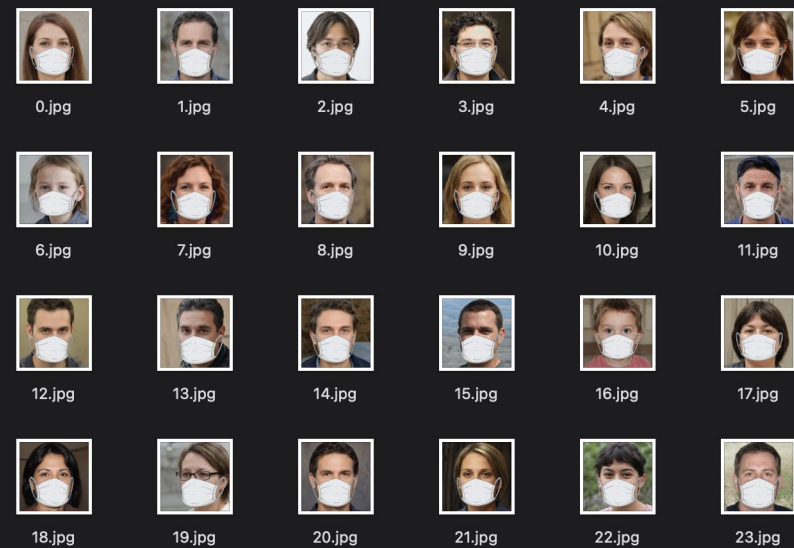 0.jpg 1.jpg 2.jpg 3.jpg 4.jpg 5.jpg
6.jpg 7.jpg 8.jpg 9.jpg 10.jpg 11.jpg
12.jpg 13.jpg 14.jpg 15.jpg 16.jpg 17.jpg
18.jpg 19.jpg 20.jpg 21.jpg 22.jpg 23.jpg